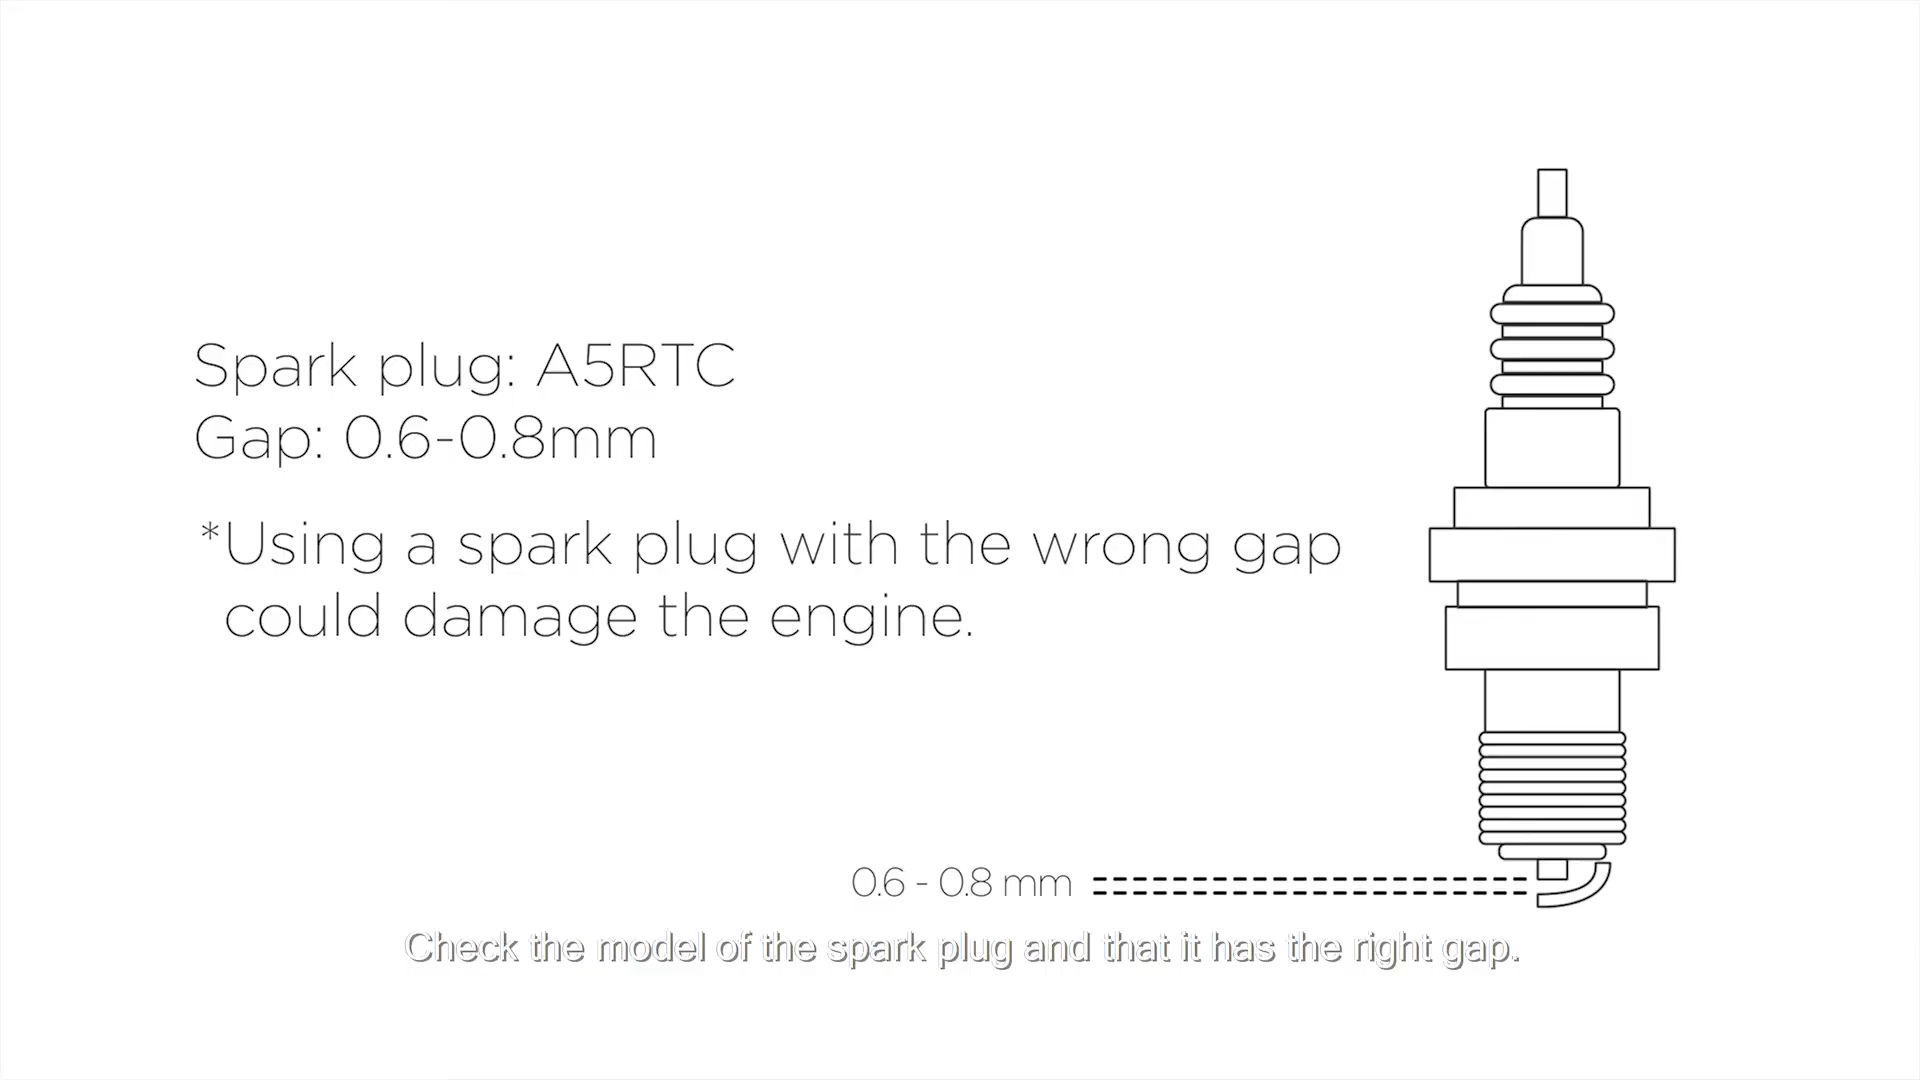 Spark plug: A5RTC
Gap: 0.6-0.8mm
*Using a spark plug with the wrong gap
could damage the engine.
0.6 - 0.8 mm
Check the model of the spark plug and that it has the right gap.